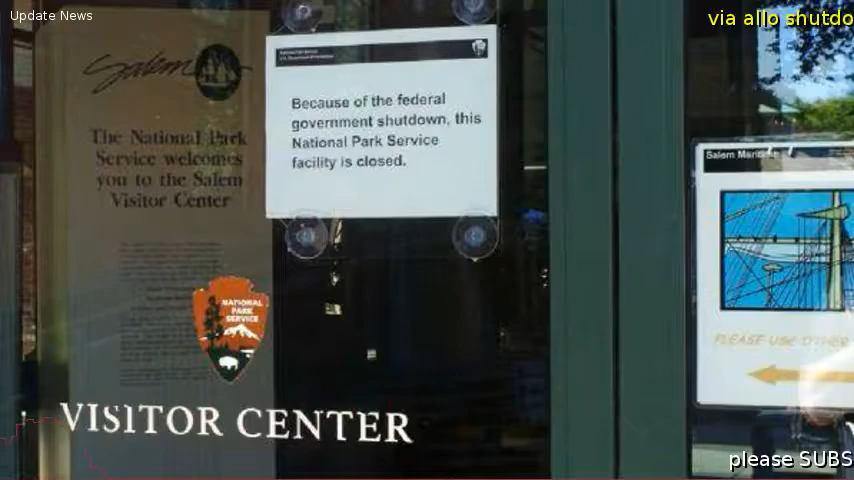 Update News
via allo shutdo
Salem
The National Park
Service welcomes
you to the Salem
Visitor Center
Because of the federal
government shutdown, this
National Park Service
facility is closed.
NATIONAL
PARK
SERVICE
VISITOR CENTER
Salem Maritime
PLEASE USE OTHER
please SUBS